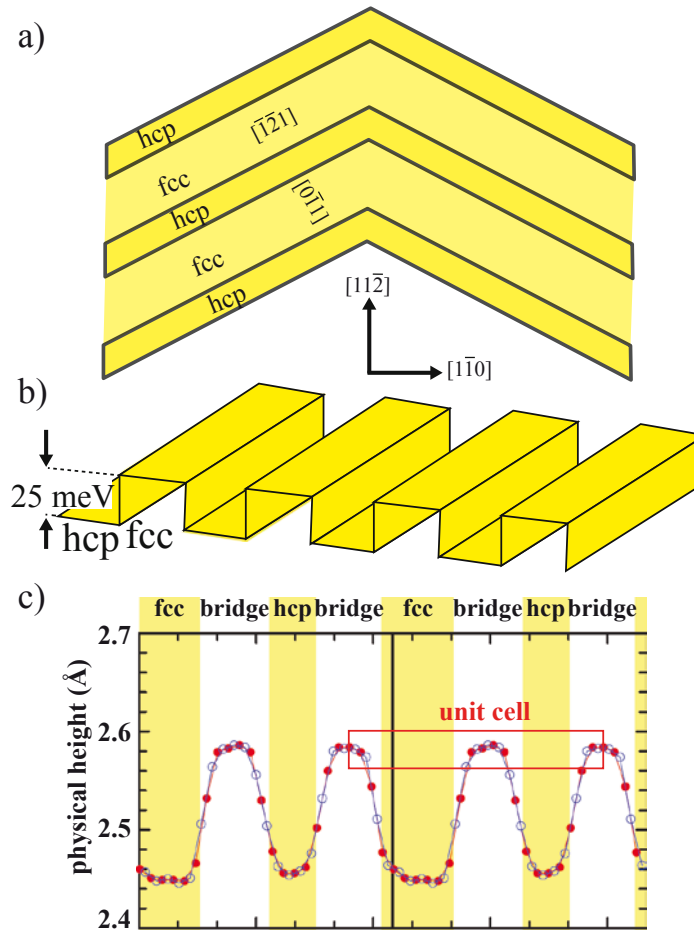 a)
hcp
[1̅2̅1]
fcc
[01̅1]
hcp
fcc
hcp
[112̅]
[11̅0]
b)
25 meV
hcp fcc
c)
fcc bridge hcp bridge fcc bridge hcp bridge
2.7
unit cell
2.6
physical height (Å)
2.5
2.4